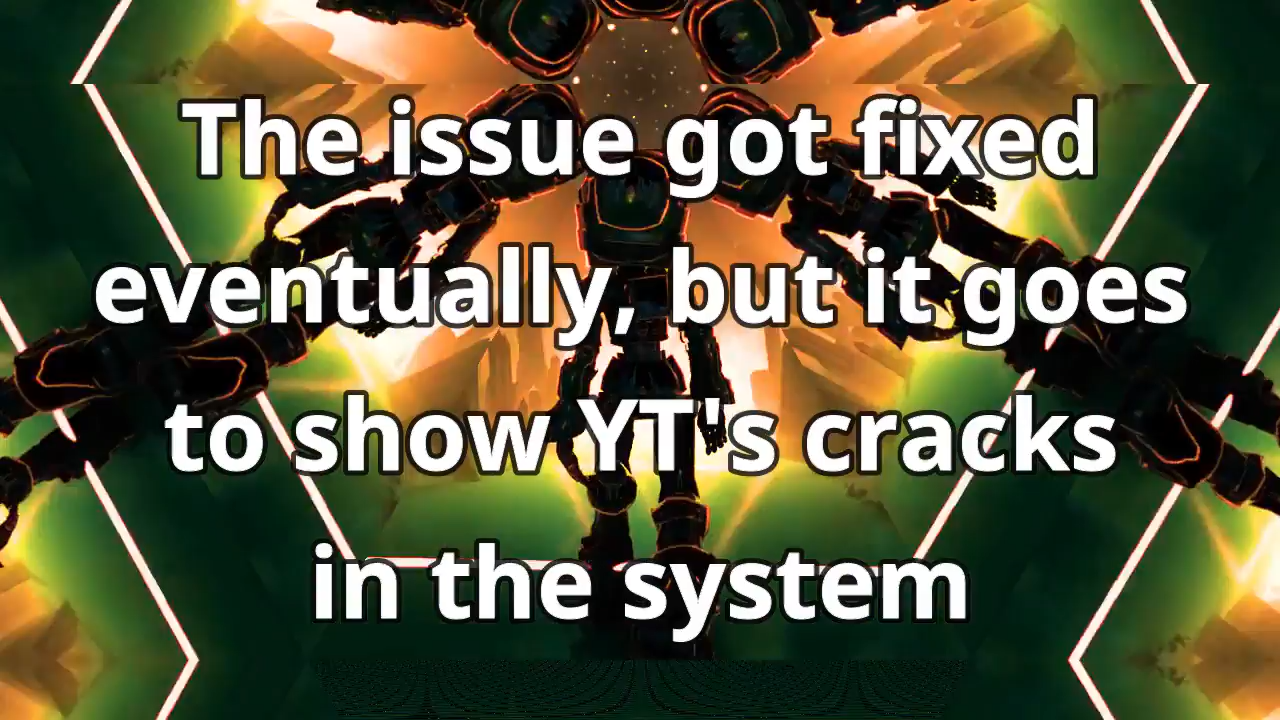 The issue got fixed
eventually, but it goes
to show YT's cracks
in the system